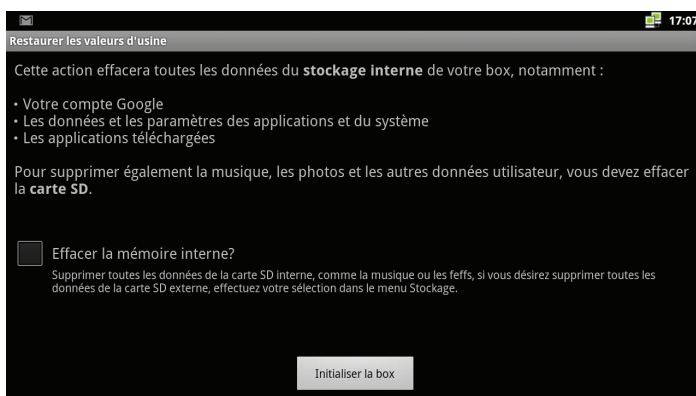 17:07
Restaurer les valeurs d'usine
Cette action effacera toutes les données du stockage interne de votre box, notamment :
• Votre compte Google
• Les données et les paramètres des applications et du système
• Les applications téléchargées
Pour supprimer également la musique, les photos et les autres données utilisateur, vous devez effacer
la carte SD.
Effacer la mémoire interne?
Supprimer toutes les données de la carte SD interne, comme la musique ou les feffs, si vous désirez supprimer toutes les
données de la carte SD externe, effectuez votre sélection dans le menu Stockage.
Initialiser la box